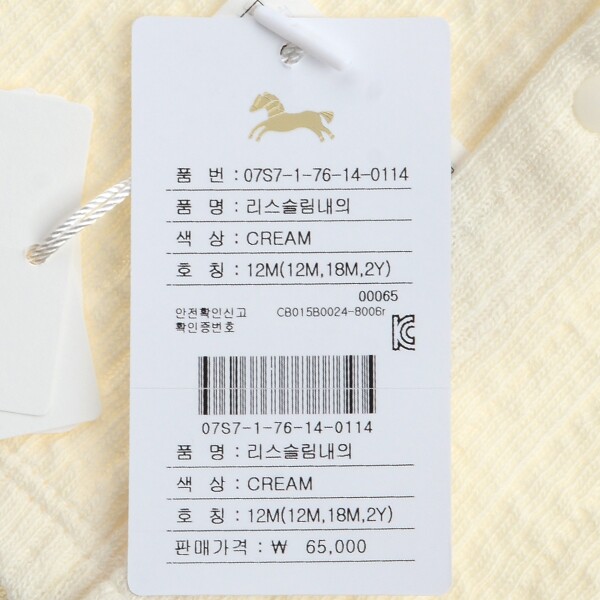 품 번 : 07S7-1-76-14-0114
품 명 : 리스슬림내의
색 상 : CREAM
호 칭 : 12M(12M,18M,2Y)
00065
안전확인신고 CB015B0024-8006r
확인증번호
07S7-1-76-14-0114
품 명 : 리스슬림내의
색 상 : CREAM
호 칭 : 12M(12M,18M,2Y)
판매가격 : ₩ 65,000